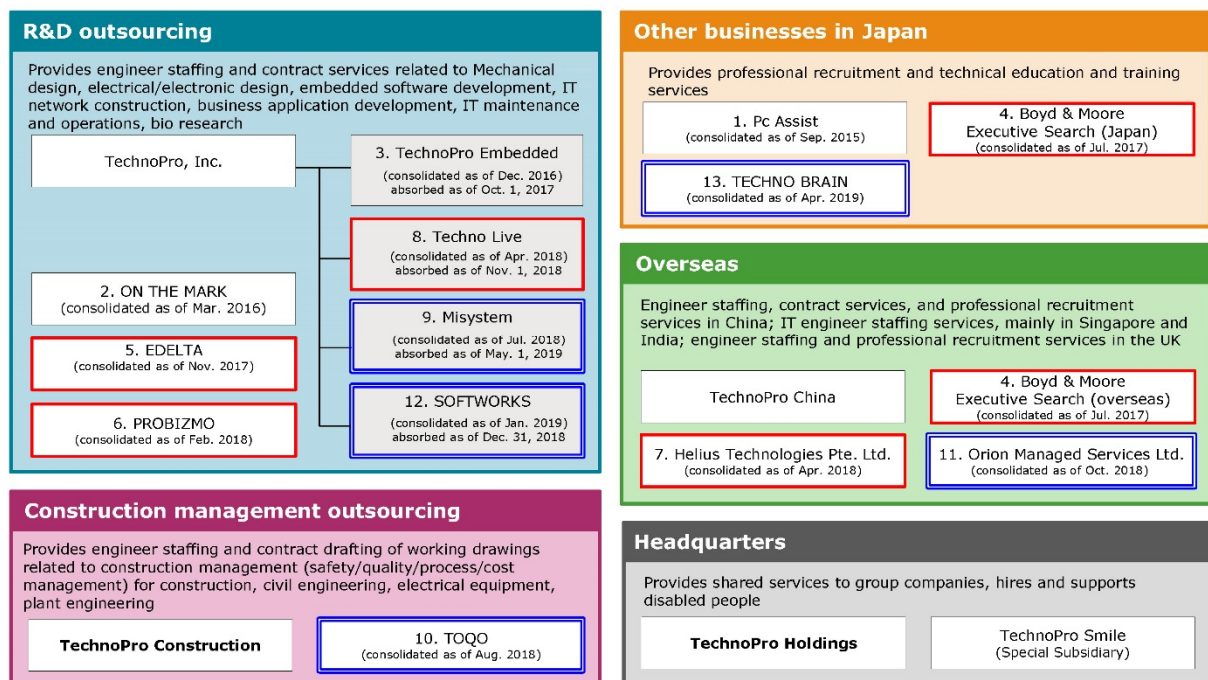 R&D outsourcing
Provides engineer staffing and contract services related to Mechanical
design, electrical/electronic design, embedded software development, IT
network construction, business application development, IT maintenance
and operations, bio research
TechnoPro, Inc.
3. TechnoPro Embedded
(consolidated as of Dec. 2016)
absorbed as of Oct. 1, 2017
8. Techno Live
(consolidated as of Apr. 2018)
absorbed as of Nov. 1, 2018
2. ON THE MARK
(consolidated as of Mar. 2016)
9. Misystem
(consolidated as of Jul. 2018)
absorbed as of May. 1, 2019
5. EDELTA
(consolidated as of Nov. 2017)
12. SOFTWORKS
(consolidated as of Jan. 2019)
absorbed as of Dec. 31, 2018
6. PROBIZMO
(consolidated as of Feb. 2018)
Construction management outsourcing
Provides engineer staffing and contract drafting of working drawings
related to construction management (safety/quality/process/cost
management) for construction, civil engineering, electrical equipment,
plant engineering
TechnoPro Construction
10. TOQO
(consolidated as of Aug. 2018)
Other businesses in Japan
Provides professional recruitment and technical education and training
services
1. Pc Assist
(consolidated as of Sep. 2015)
4. Boyd & Moore
Executive Search (Japan)
(consolidated as of Jul. 2017)
13. TECHNO BRAIN
(consolidated as of Apr. 2019)
Overseas
Engineer staffing, contract services, and professional recruitment
services in China; IT engineer staffing services, mainly in Singapore and
India; engineer staffing and professional recruitment services in the UK
TechnoPro China
4. Boyd & Moore
Executive Search (overseas)
(consolidated as of Jul. 2017)
7. Helius Technologies Pte. Ltd.
(consolidated as of Apr. 2018)
11. Orion Managed Services Ltd.
(consolidated as of Oct. 2018)
Headquarters
Provides shared services to group companies, hires and supports
disabled people
TechnoPro Holdings
TechnoPro Smile
(Special Subsidiary)